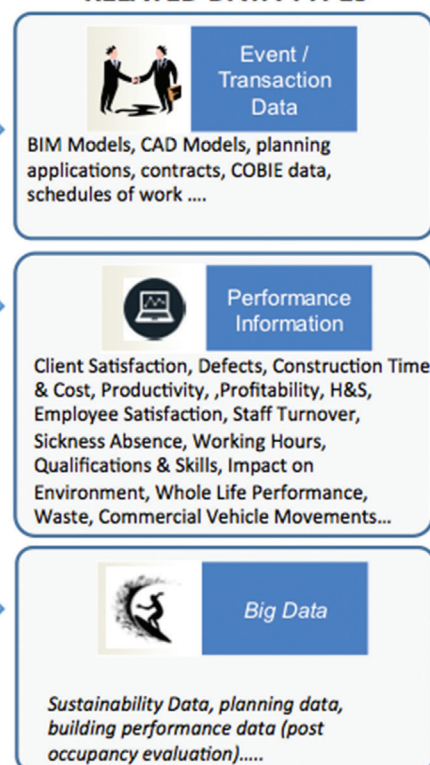 Event /
Transaction
Data
BIM Models, CAD Models, planning
applications, contracts, COBIE data,
schedules of work ....
Performance
Information
Client Satisfaction, Defects, Construction Time
& Cost, Productivity, ,Profitability, H&S,
Employee Satisfaction, Staff Turnover,
Sickness Absence, Working Hours,
Qualifications & Skills, Impact on
Environment, Whole Life Performance,
Waste, Commercial Vehicle Movements...
Big Data
Sustainability Data, planning data,
building performance data (post
occupancy evaluation).....